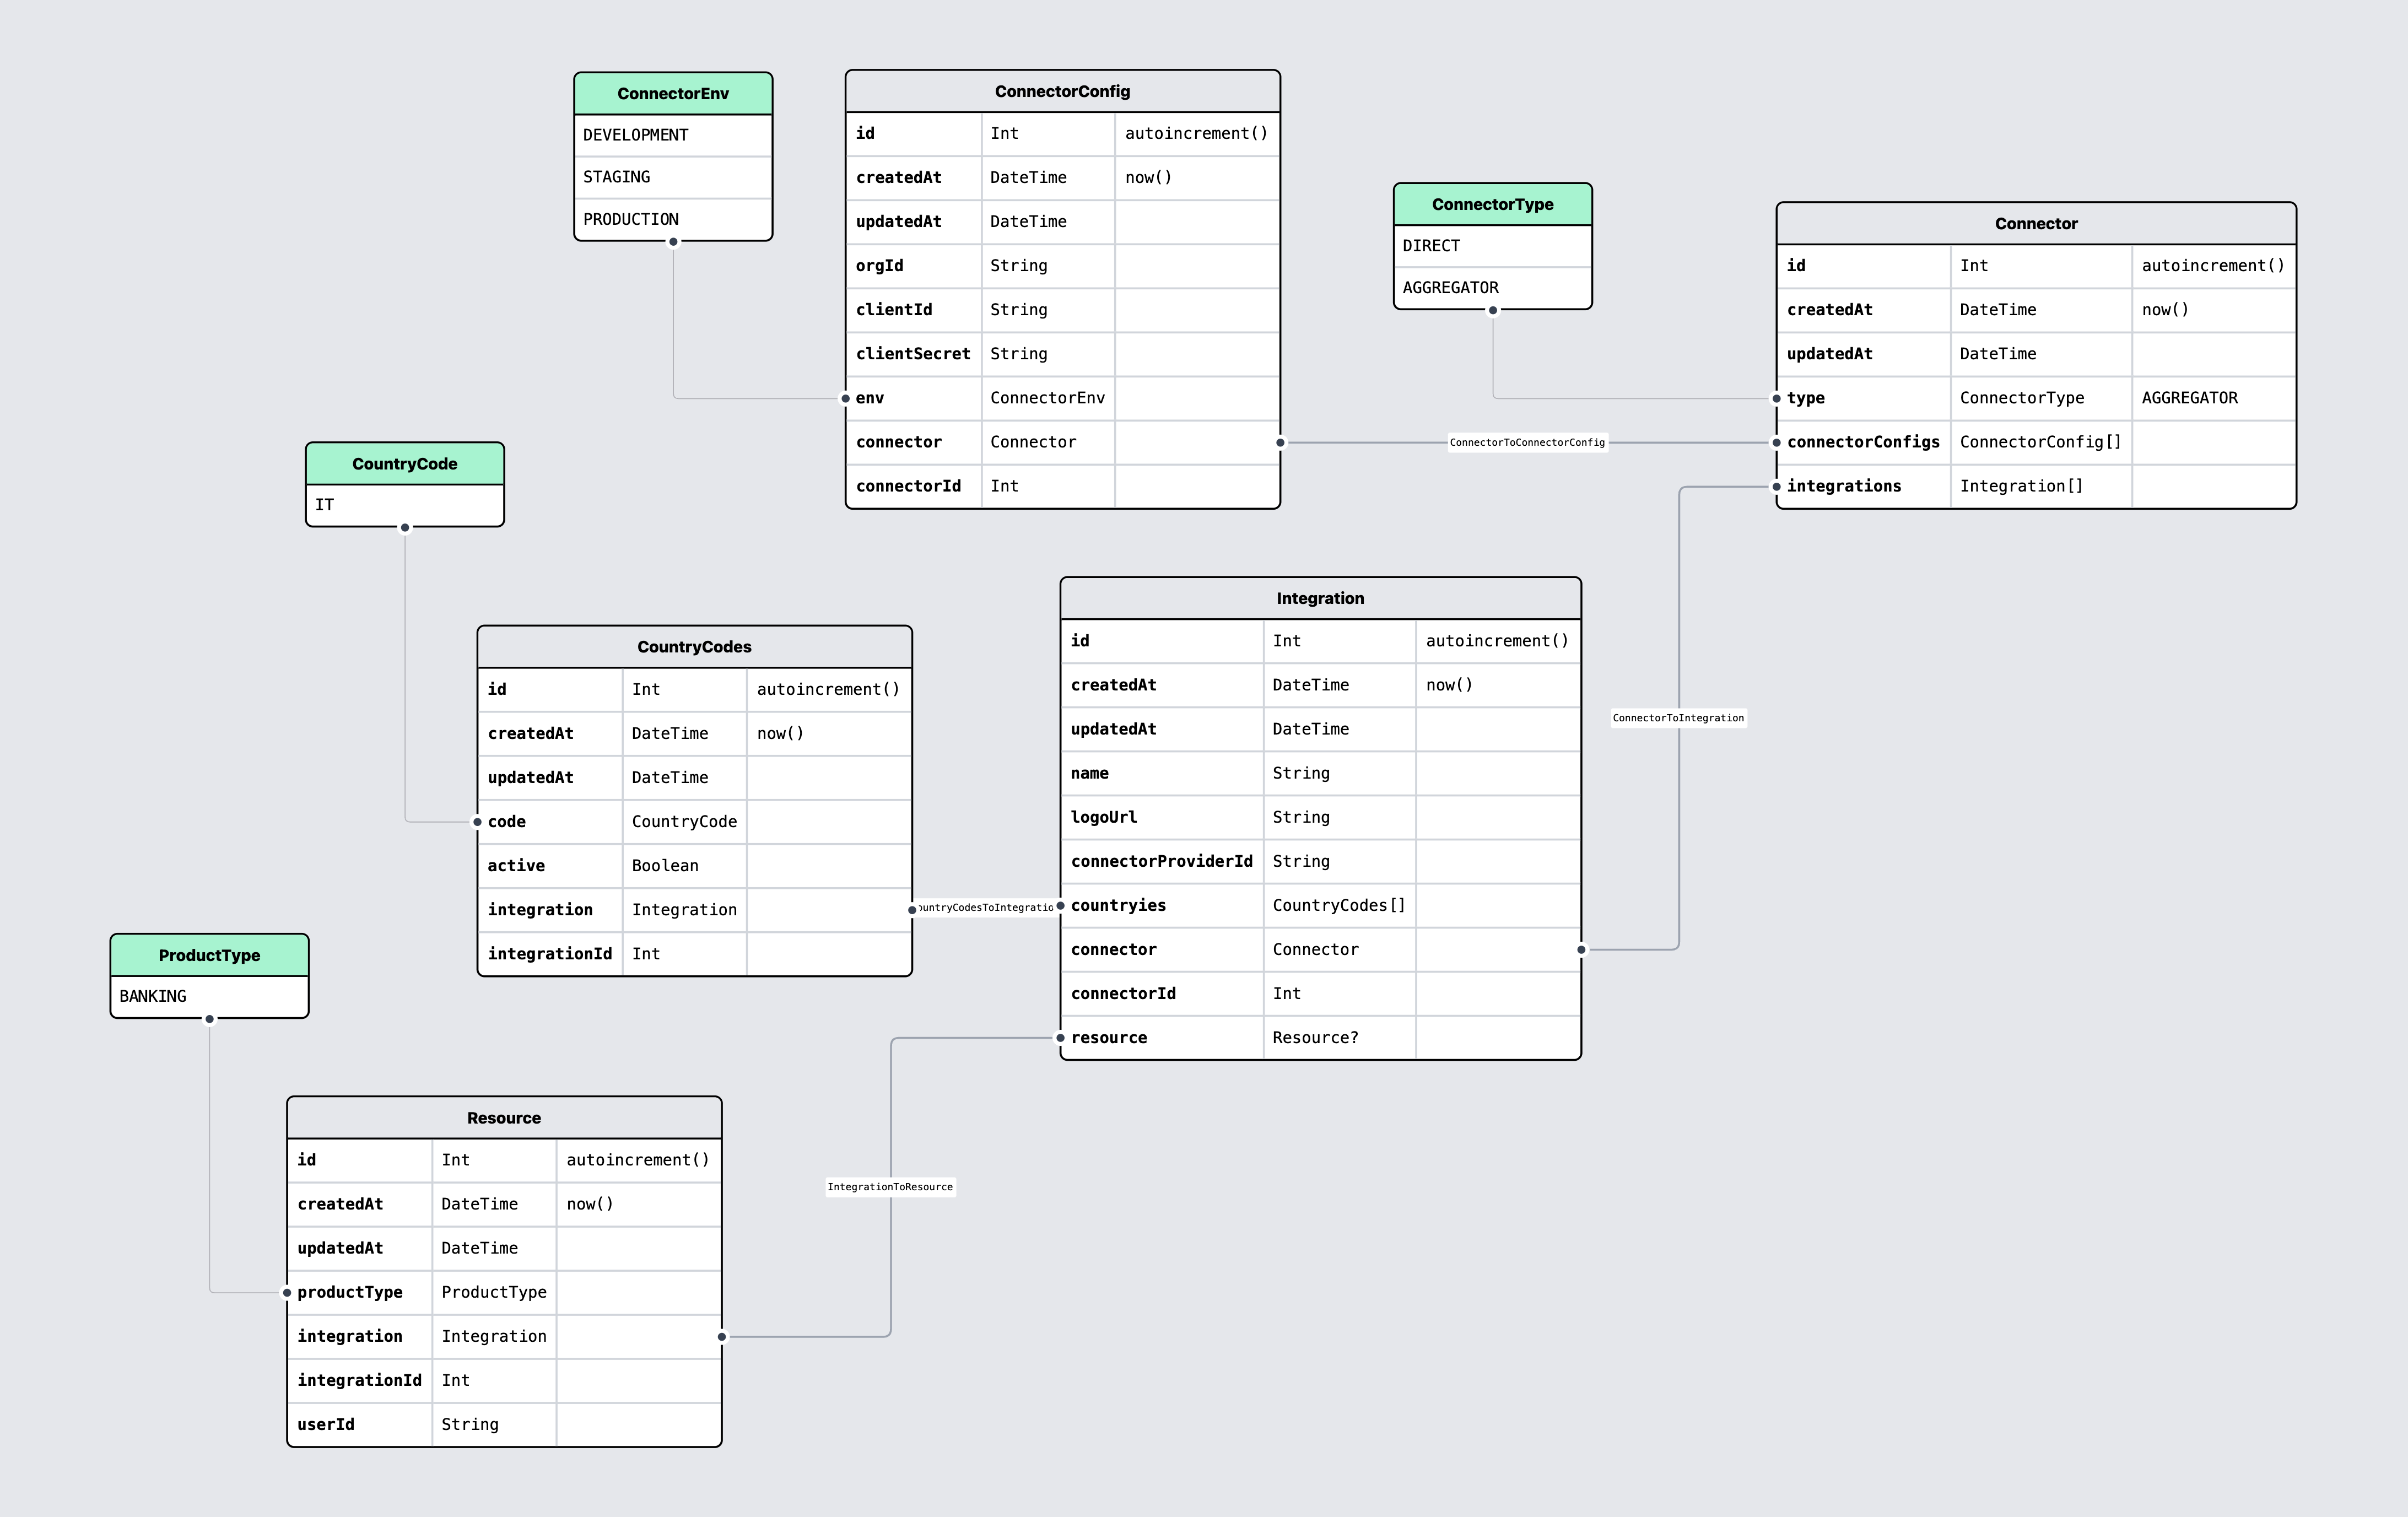 ConnectorEnv
DEVELOPMENT
STAGING
PRODUCTION
ConnectorConfig
id Int autoincrement()
createdAt DateTime now()
updatedAt DateTime
orgId String
clientId String
clientSecret String
env ConnectorEnv
connector Connector
connectorId Int
ConnectorType
DIRECT
AGGREGATOR
Connector
id Int autoincrement()
createdAt DateTime now()
updatedAt DateTime
type ConnectorType AGGREGATOR
connectorConfigs ConnectorConfig[]
integrations Integration[]
ConnectorToConnectorConfig
CountryCode
IT
CountryCodes
id Int autoincrement()
createdAt DateTime now()
updatedAt DateTime
code CountryCode
active Boolean
integration Integration
integrationId Int
ountryCodesToIntegratio
Integration
id Int autoincrement()
createdAt DateTime now()
updatedAt DateTime
name String
logoUrl String
connectorProviderId String
countryies CountryCodes[]
connector Connector
connectorId Int
resource Resource?
ConnectorToIntegration
ProductType
BANKING
Resource
id Int autoincrement()
createdAt DateTime now()
updatedAt DateTime
productType ProductType
integration Integration
integrationId Int
userId String
IntegrationToResource